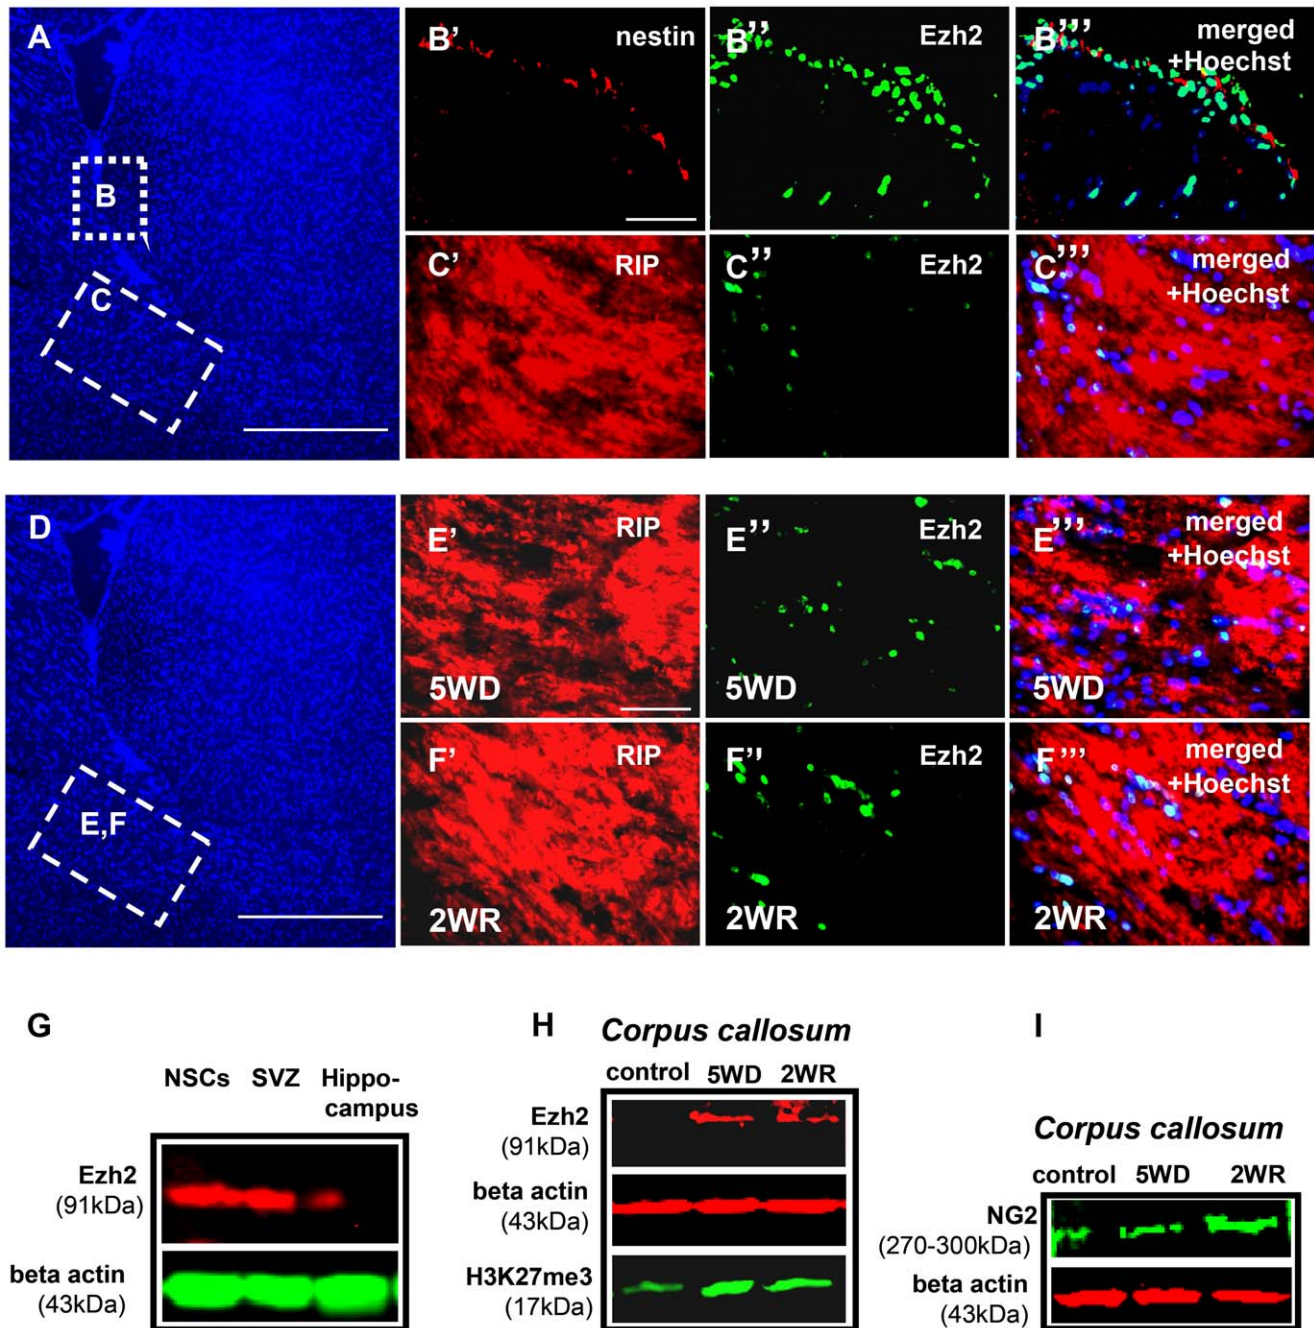 A
B
C
B’
nestin
B’’
Ezh2
B’’’
merged
+Hoechst
C’
RIP
C’’
Ezh2
C’’’
merged
+Hoechst
D
E,F
E’
RIP
5WD
E’’
Ezh2
5WD
E’’’
merged
+Hoechst
5WD
F’
RIP
2WR
F’’
Ezh2
2WR
F’’’
merged
+Hoechst
2WR
G
NSCs SVZ Hippo-
campus
Ezh2
(91kDa)
beta actin
(43kDa)
H
Corpus callosum
control 5WD 2WR
Ezh2
(91kDa)
beta actin
(43kDa)
H3K27me3
(17kDa)
I
Corpus callosum
control 5WD 2WR
NG2
(270-300kDa)
beta actin
(43kDa)